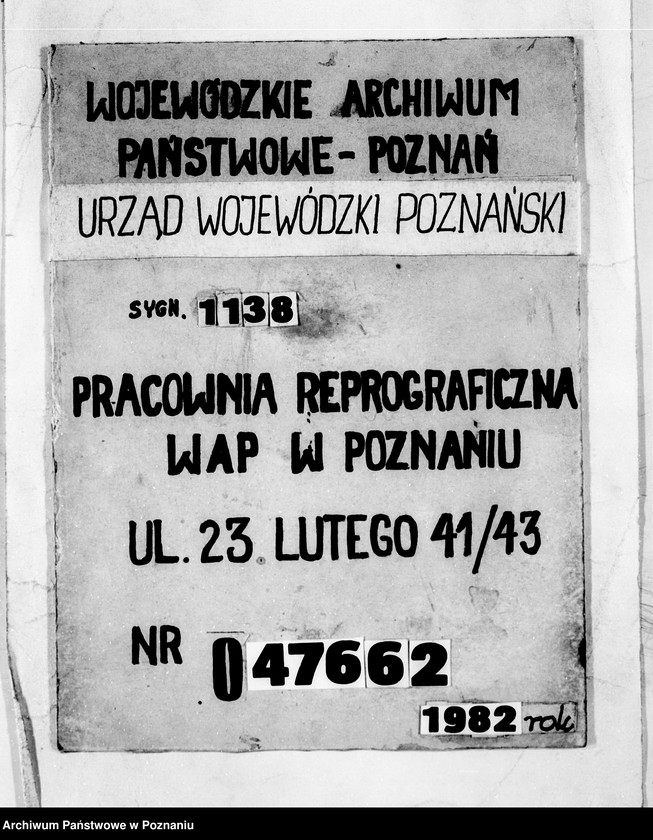 WOJEWÓDZKIE ARCHIWUM
PAŃSTWOWE - POZNAŃ
URZĄD WOJEWÓDZKI POZNAŃSKI
SYGN. 1138
PRACOWNIA REPROGRAFICZNA
WAP W POZNANIU
UL. 23 LUTEGO 41/43
NR 047662
1982 rok
Archiwum Państwowe w Poznaniu